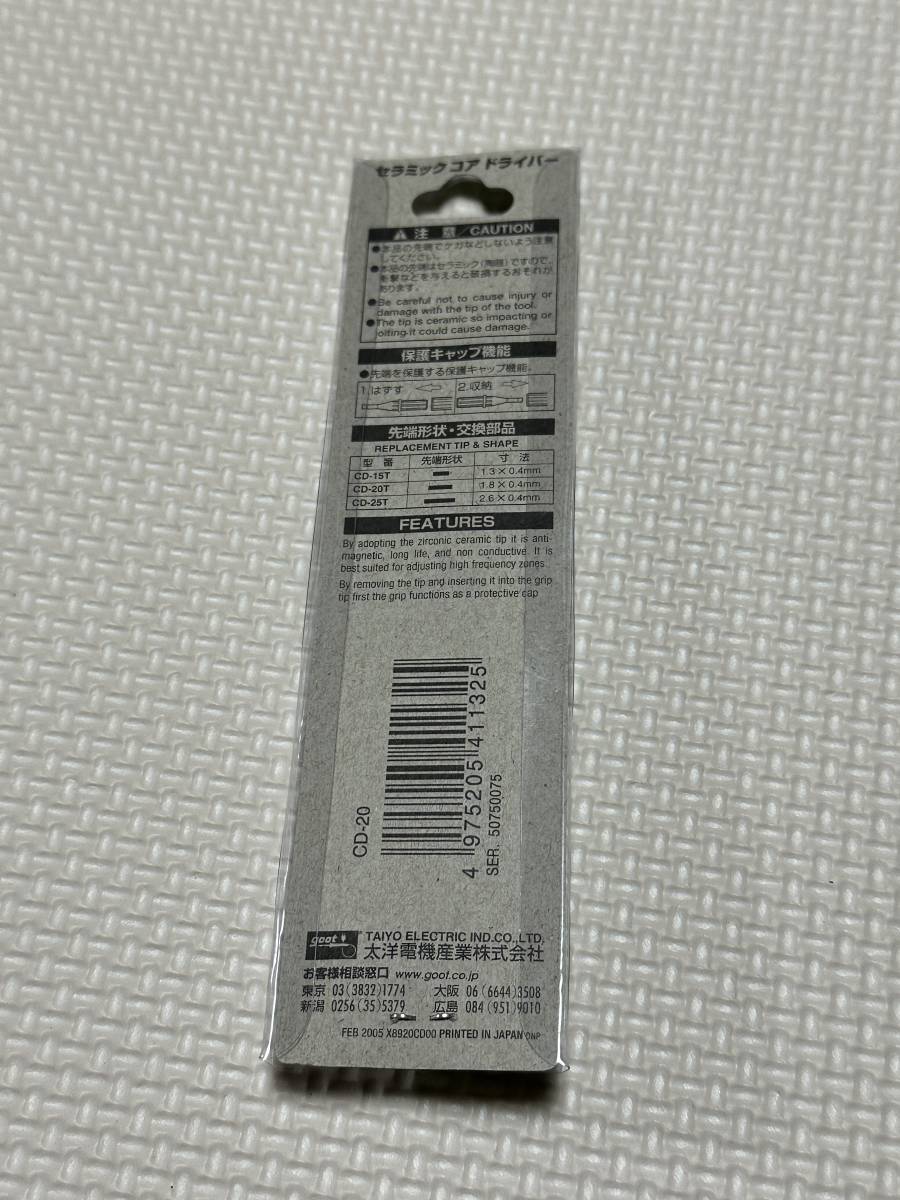 セラミック コア ドライバー
注 意/CAUTION
●本品の先端でケガなどしないよう注意
してください。
●本品の先端はセラミック(陶磁)ですので、
衝撃などを与えると破損するおそれが
あります。
●Be careful not to cause injury or
damage with the tip of the tool.
●The tip is ceramic so impacting or
olting it could cause damage.
保護キャップ機能
●先端を保護する保護キャップ機能。
1.はずす 2.収納
先端形状・交換部品
REPLACEMENT TIP & SHAPE
型 番 先端形状 寸 法
CD-15T 1.3×0.4mm
CD-20T 1.8×0.4mm
CD-25T 2.6×0.4mm
FEATURES
By adopting the zirconic ceramic tip it is anti-
magnetic, long life, and non conductive. It is
best suited for adjusting high frequency zones.
By removing the tip and inserting it into the grip
tip first the grip functions as a protective cap
CD-20
4 975205 411325
SER. 50750075
goot
TAIYO ELECTRIC IND.CO.,LTD.
太洋電機産業株式会社
お客様相談窓口 www.goot.co.jp
東京 03(3832)1774 大阪 06(6644)3508
新潟 0256(35)5379 広島 084(951)9010
FEB 2005 X8920CD00 PRINTED IN JAPAN DNP